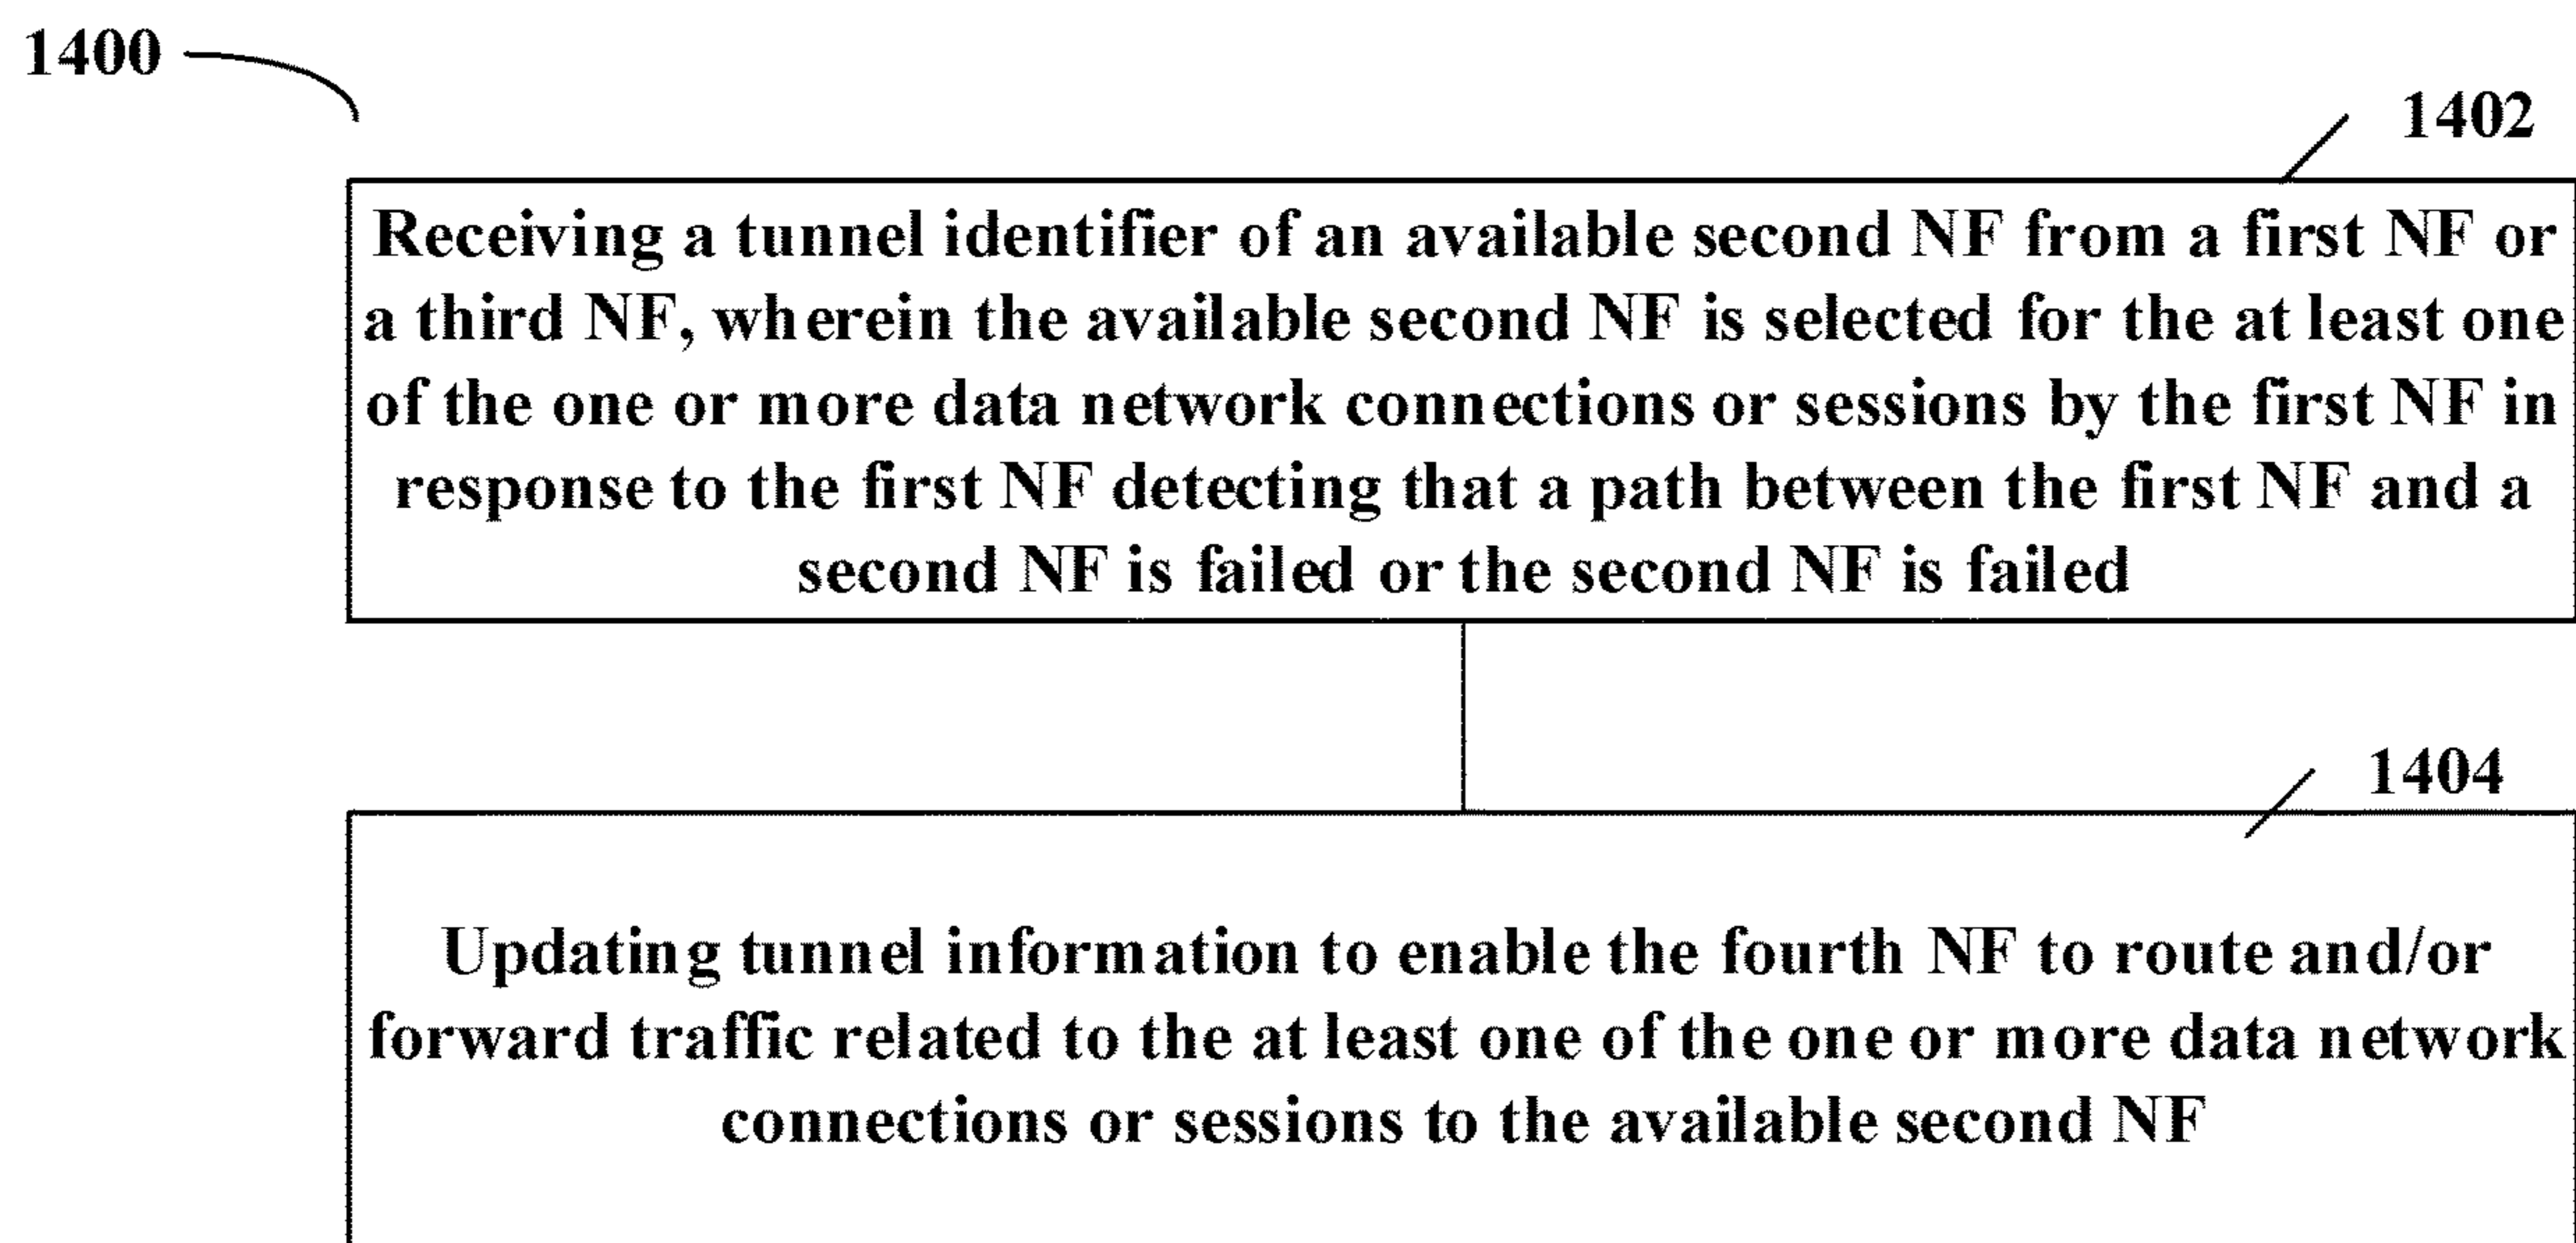 1400
1402
Receiving a tunnel identifier of an available second NF from a first NF or
a third NF, wherein the available second NF is selected for the at least one
of the one or more data network connections or sessions by the first NF in
response to the first NF detecting that a path between the first NF and a
second NF is failed or the second NF is failed
1404
Updating tunnel information to enable the fourth NF to route and/or
forward traffic related to the at least one of the one or more data network
connections or sessions to the available second NF